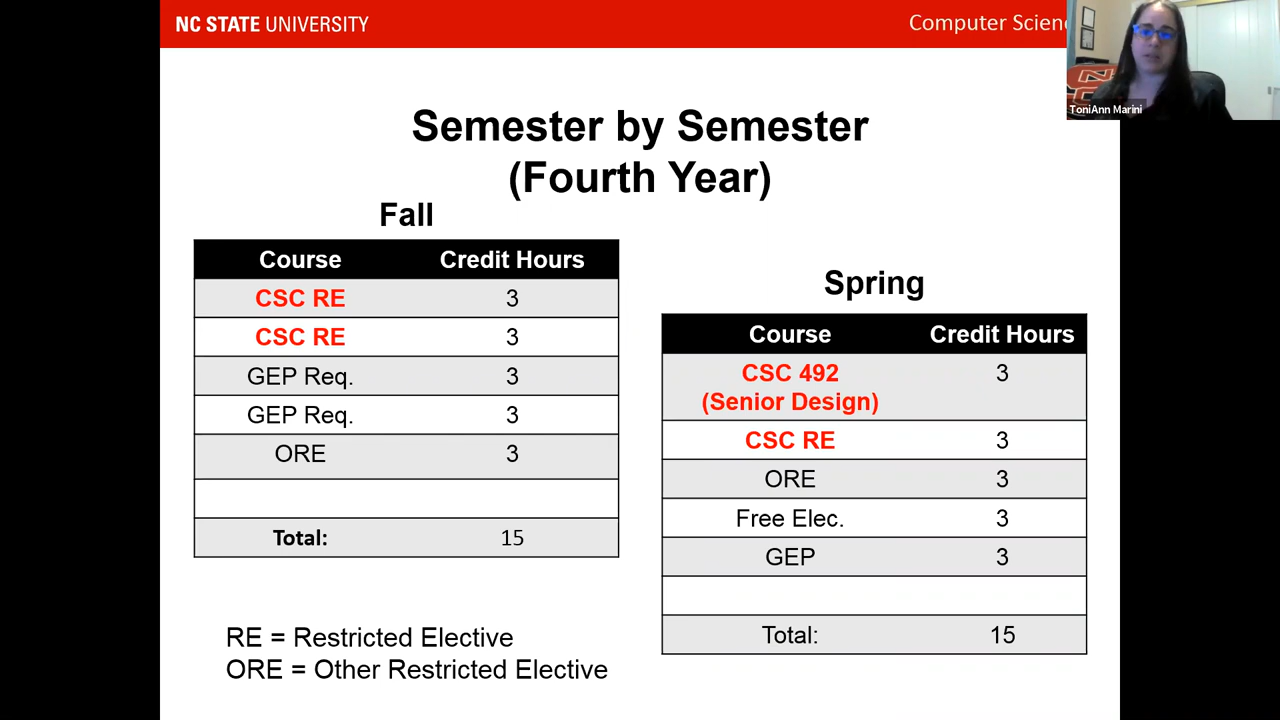 NC STATE UNIVERSITY
Computer Scienc
ToniAnn Marini
Semester by Semester
(Fourth Year)
Fall
Course Credit Hours
CSC RE 3
CSC RE 3
GEP Req. 3
GEP Req. 3
ORE 3
Total: 15
Spring
Course Credit Hours
CSC 492 3
(Senior Design)
CSC RE 3
ORE 3
Free Elec. 3
GEP 3
Total: 15
RE = Restricted Elective
ORE = Other Restricted Elective